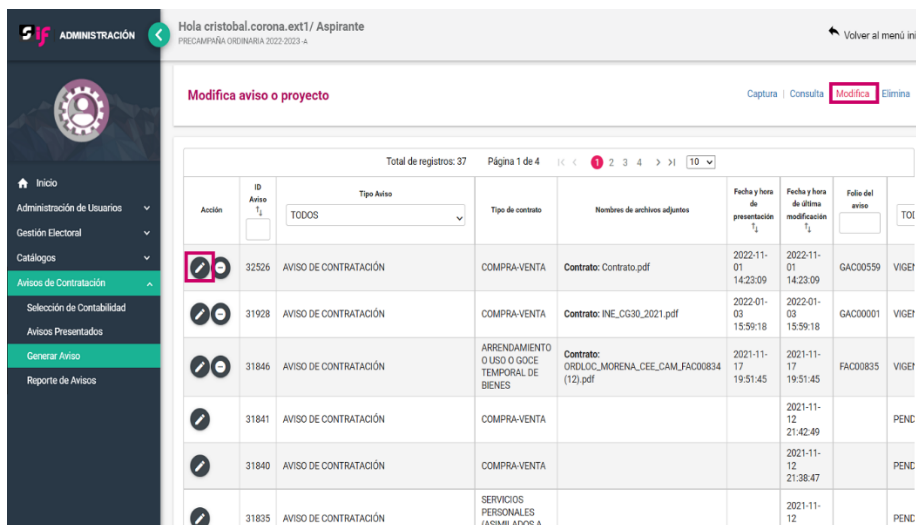 Sif ADMINISTRACIÓN
Hola cristobal.corona.ext1/ Aspirante
PRECAMPAÑA ORDINARIA 2022-2023 -A
Volver al menú ini
Inicio
Administración de Usuarios
Gestión Electoral
Catálogos
Avisos de Contratación
Selección de Contabilidad
Avisos Presentados
Generar Aviso
Reporte de Avisos
Modifica aviso o proyecto
Captura | Consulta | Modifica | Elimina
Total de registros: 37 Página 1 de 4 1 2 3 4 10
Acción
ID Aviso
Tipo Aviso
TODOS
Tipo de contrato
Nombres de archivos adjuntos
Fecha y hora de presentación
Fecha y hora de última modificación
Folio del aviso
TOD
32526 AVISO DE CONTRATACIÓN COMPRA-VENTA Contrato: Contrato.pdf 2022-11-01 14:23:09 2022-11-01 14:23:09 GAC00559 VIGEN
31928 AVISO DE CONTRATACIÓN COMPRA-VENTA Contrato: INE_CG30_2021.pdf 2022-01-03 15:59:18 2022-01-03 15:59:18 GAC00001 VIGEN
31846 AVISO DE CONTRATACIÓN ARRENDAMIENTO O USO O GOCE TEMPORAL DE BIENES Contrato: ORDLOC_MORENA_CEE_CAM_FAC00834 (12).pdf 2021-11-17 19:51:45 2021-11-17 19:51:45 FAC00835 VIGEN
31841 AVISO DE CONTRATACIÓN COMPRA-VENTA 2021-11-12 21:42:49 PEND
31840 AVISO DE CONTRATACIÓN COMPRA-VENTA 2021-11-12 21:38:47 PEND
31835 AVISO DE CONTRATACIÓN SERVICIOS PERSONALES (ASIMILADOS A 2021-11-12 PEND